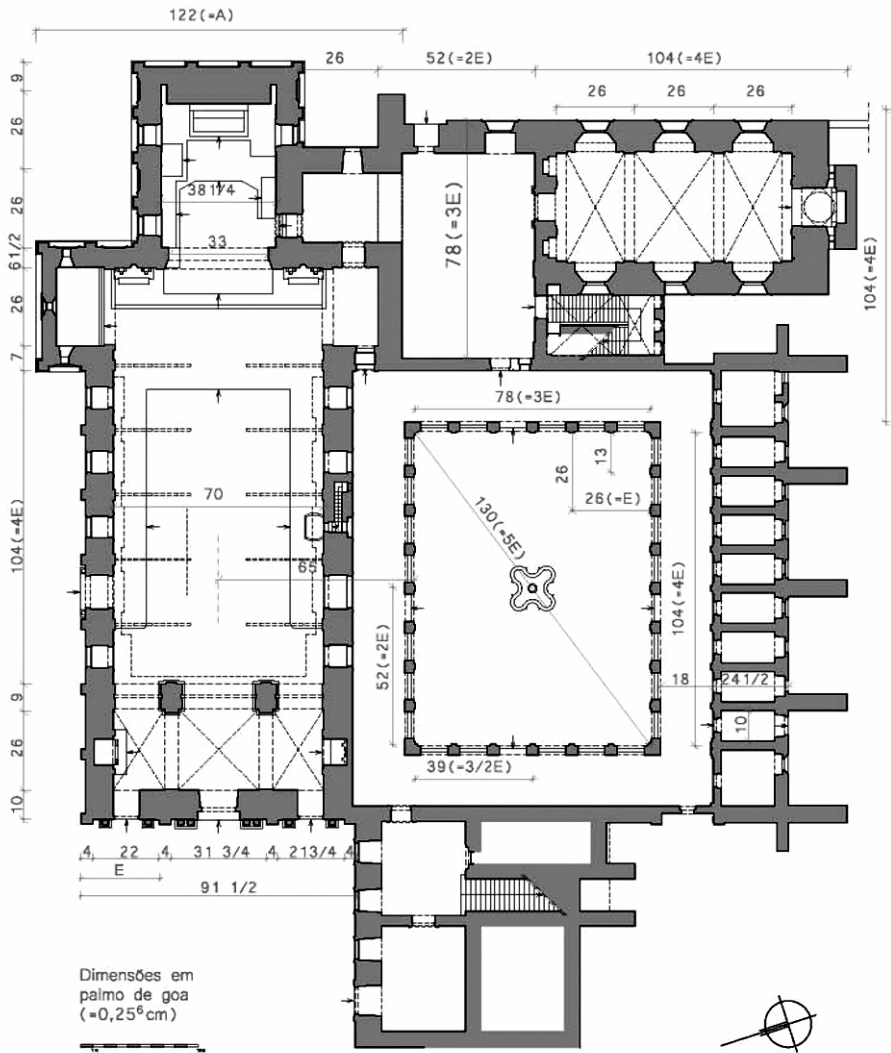 122(=A)
26
52(=2E)
104(=4E)
9
26
26
26
26
26
6 1/2
26
7
104(=4E)
9
26
10
38 1/4
33
78(=3E)
104(=4E)
78(=3E)
13
26
26(=E)
130(=5E)
70
65
104(=4E)
52(=2E)
18
24 1/2
10
39(=3/2E)
4
22
4
31 3/4
4
21 3/4
4
E
91 1/2
Dimensões em
palmo de goa
(=0,25⁶cm)